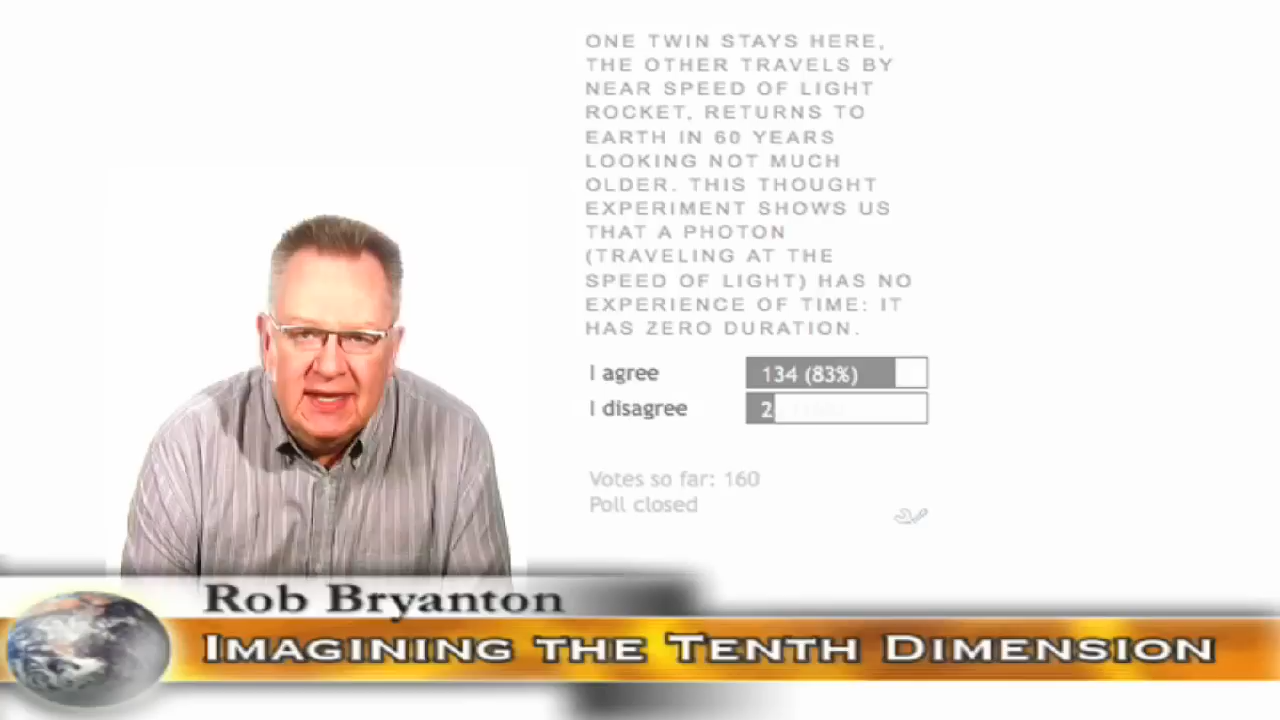 ONE TWIN STAYS HERE,
THE OTHER TRAVELS BY
NEAR SPEED OF LIGHT
ROCKET, RETURNS TO
EARTH IN 60 YEARS
LOOKING NOT MUCH
OLDER. THIS THOUGHT
EXPERIMENT SHOWS US
THAT A PHOTON
(TRAVELING AT THE
SPEED OF LIGHT) HAS NO
EXPERIENCE OF TIME: IT
HAS ZERO DURATION.
I agree 134 (83%)
I disagree 2
Votes so far: 160
Poll closed
Rob Bryanton
IMAGINING THE TENTH DIMENSION